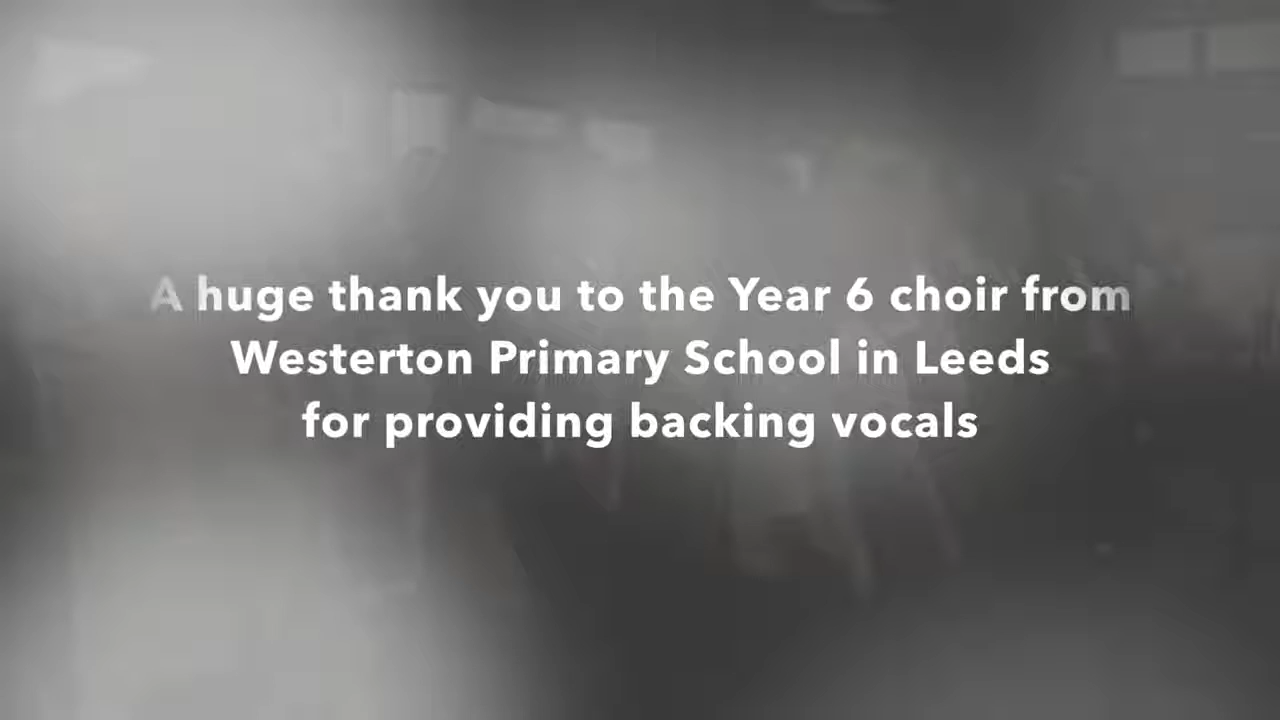 A huge thank you to the Year 6 choir from
Westerton Primary School in Leeds
for providing backing vocals